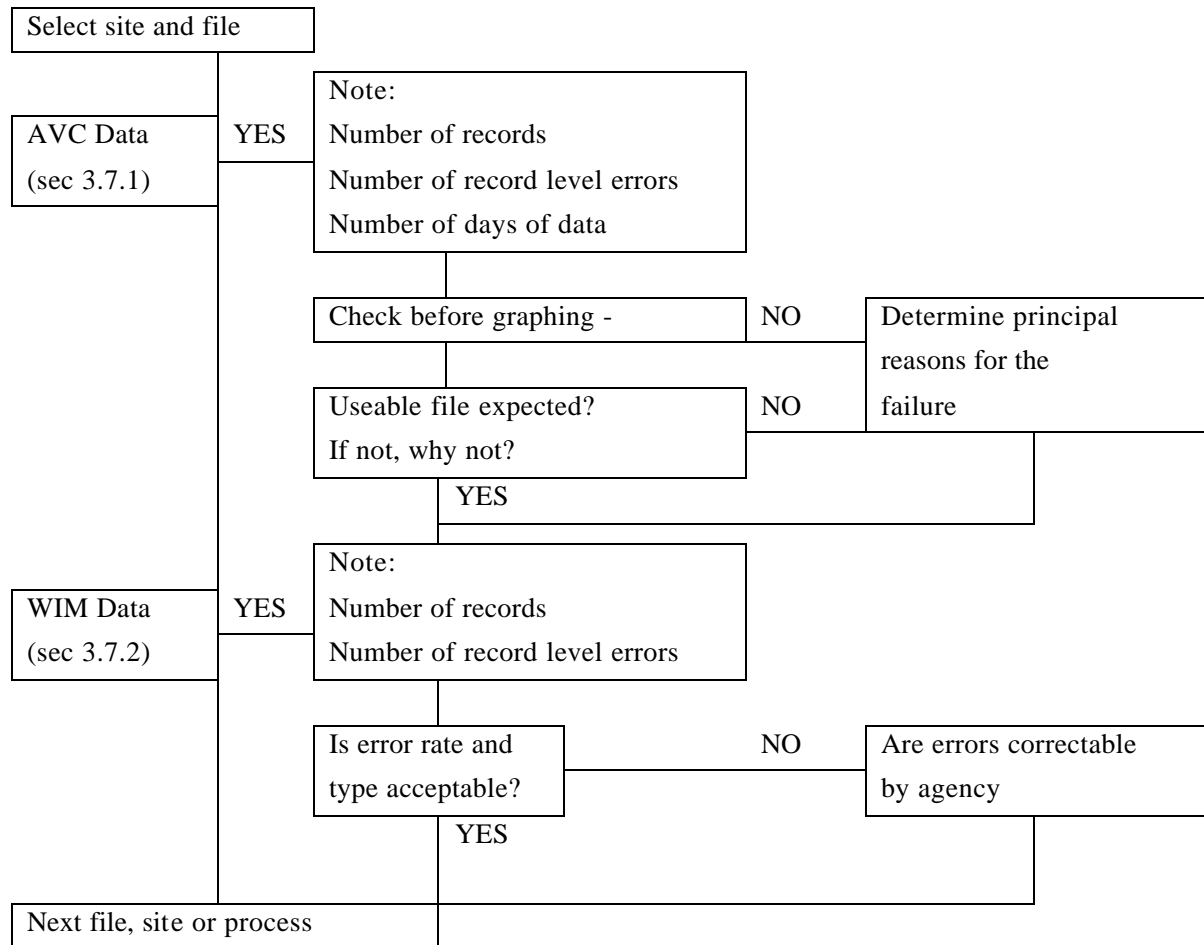 Select site and file
AVC Data
(sec 3.7.1)
YES
Note:
Number of records
Number of record level errors
Number of days of data
Check before graphing -
NO
Determine principal
reasons for the
failure
Useable file expected?
If not, why not?
NO
YES
WIM Data
(sec 3.7.2)
YES
Note:
Number of records
Number of record level errors
Is error rate and
type acceptable?
NO
Are errors correctable
by agency
YES
Next file, site or process